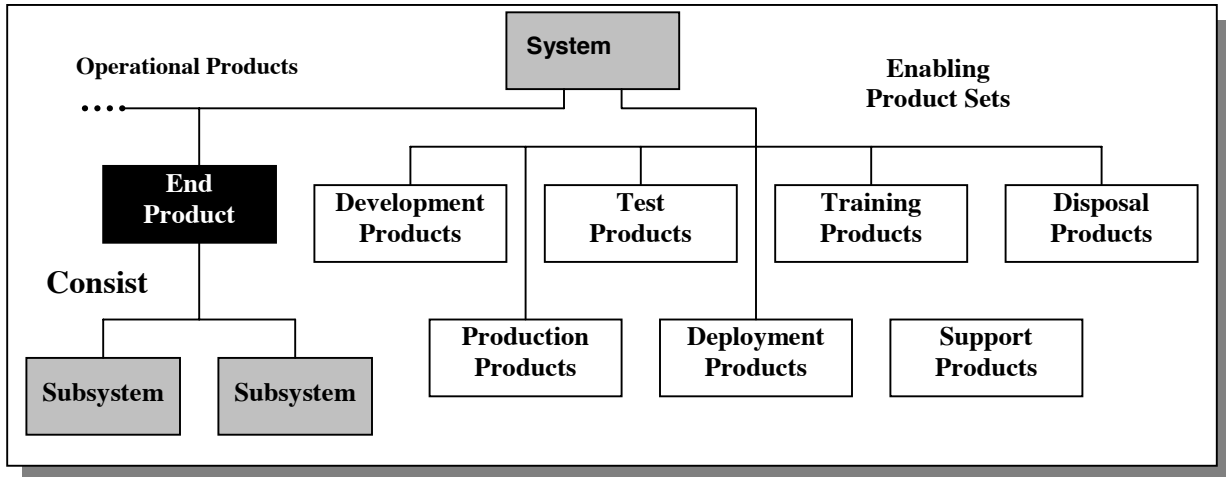 System
Operational Products
Enabling
Product Sets
End
Product
Development
Products
Test
Products
Training
Products
Disposal
Products
Consist
Production
Products
Deployment
Products
Support
Products
Subsystem
Subsystem